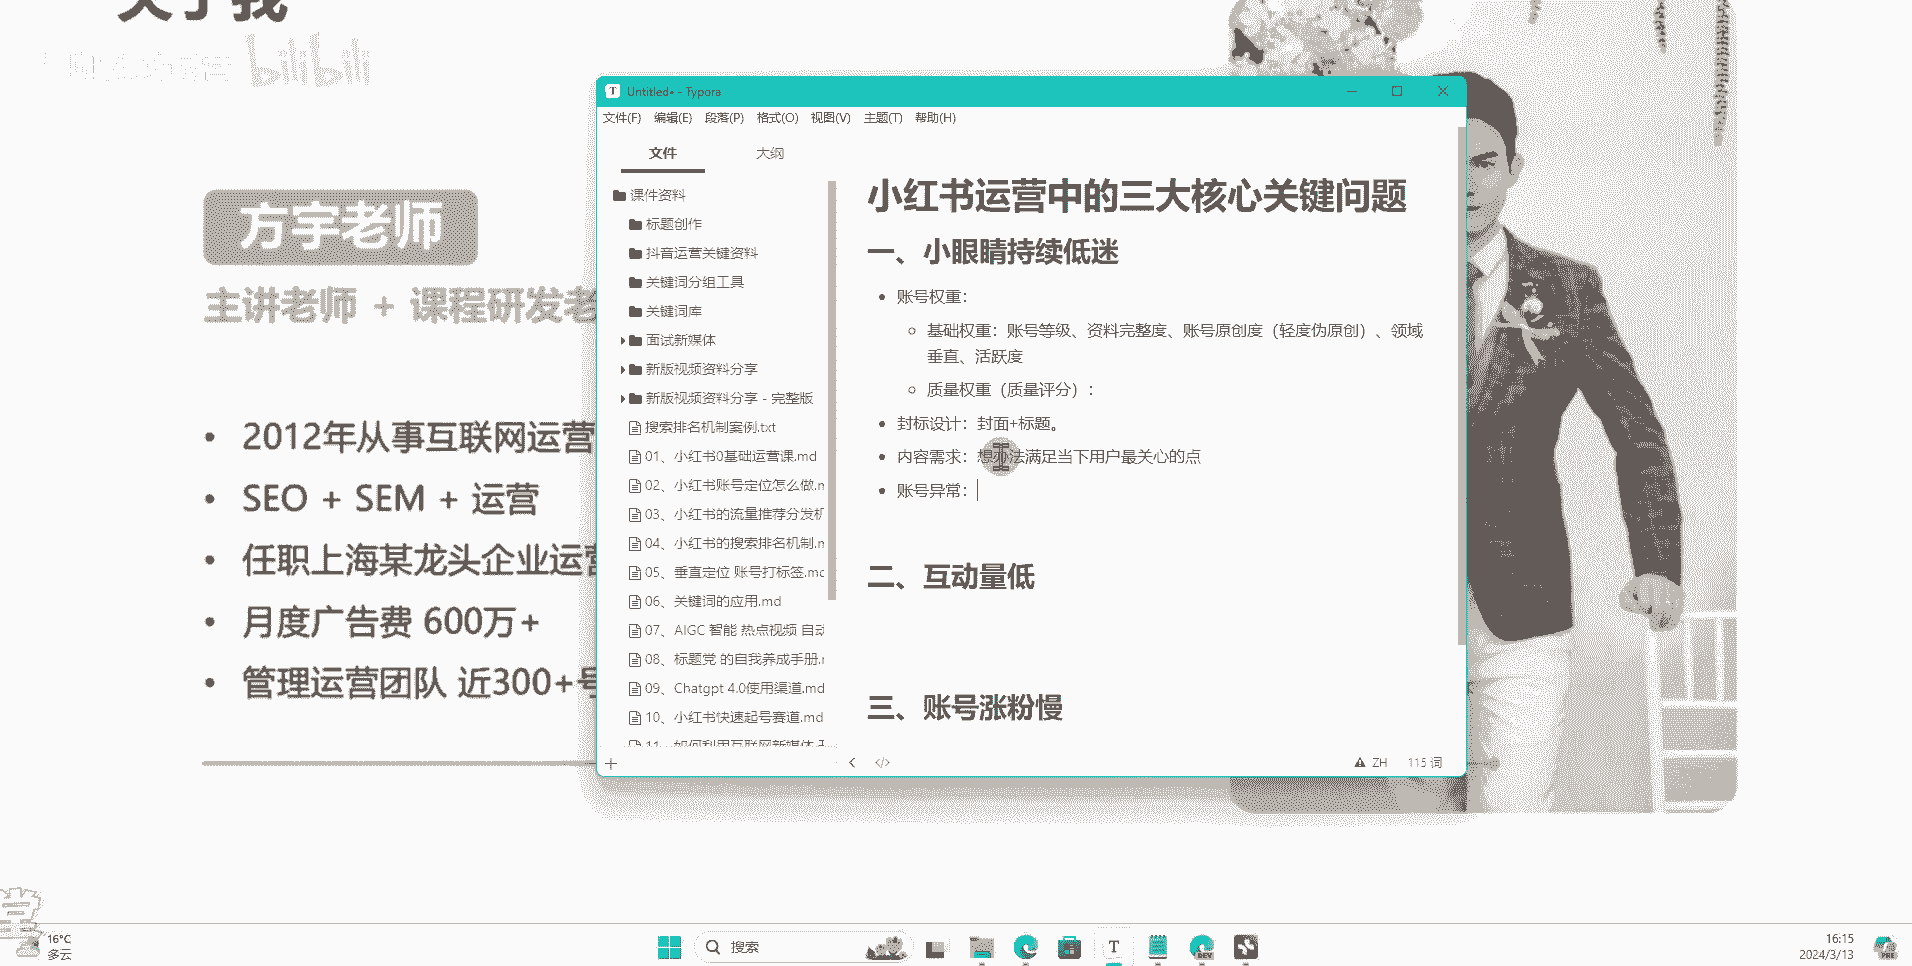 关于我
bilibili
方宇老师
主讲老师 + 课程研发老
• 2012年从事互联网运营
• SEO + SEM + 运营
• 任职上海某龙头企业运营
• 月度广告费 600万+
• 管理运营团队 近300+号
Untitled• - Typora
文件(F) 编辑(E) 段落(P) 格式(O) 视图(V) 主题(T) 帮助(H)
文件 大纲
课件资料
标题创作
抖音运营关键资料
关键词分组工具
关键词库
面试新媒体
新版视频资料分享
新版视频资料分享 - 完整版
搜索排名机制案例.txt
01、小红书0基础运营课.md
02、小红书账号定位怎么做.m
03、小红书的流量推荐分发机
04、小红书的搜索排名机制.m
05、垂直定位 账号打标签.mc
06、关键词的应用.md
07、AIGC 智能 热点视频 自动
08、标题党 的自我养成手册.m
09、Chatgpt 4.0使用渠道.md
10、小红书快速起号赛道.md
11、如何利用互联网新媒体
小红书运营中的三大核心关键问题
一、小眼睛持续低迷
• 账号权重：
基础权重：账号等级、资料完整度、账号原创度（轻度伪原创）、领域
垂直、活跃度
质量权重（质量评分）：
• 封标设计：封面+标题。
• 内容需求：想办法满足当下用户最关心的点
• 账号异常：
二、互动量低
三、账号涨粉慢
ZH 115 词
16°C
多云
搜索
DEV
16:15
2024/3/13
PRE